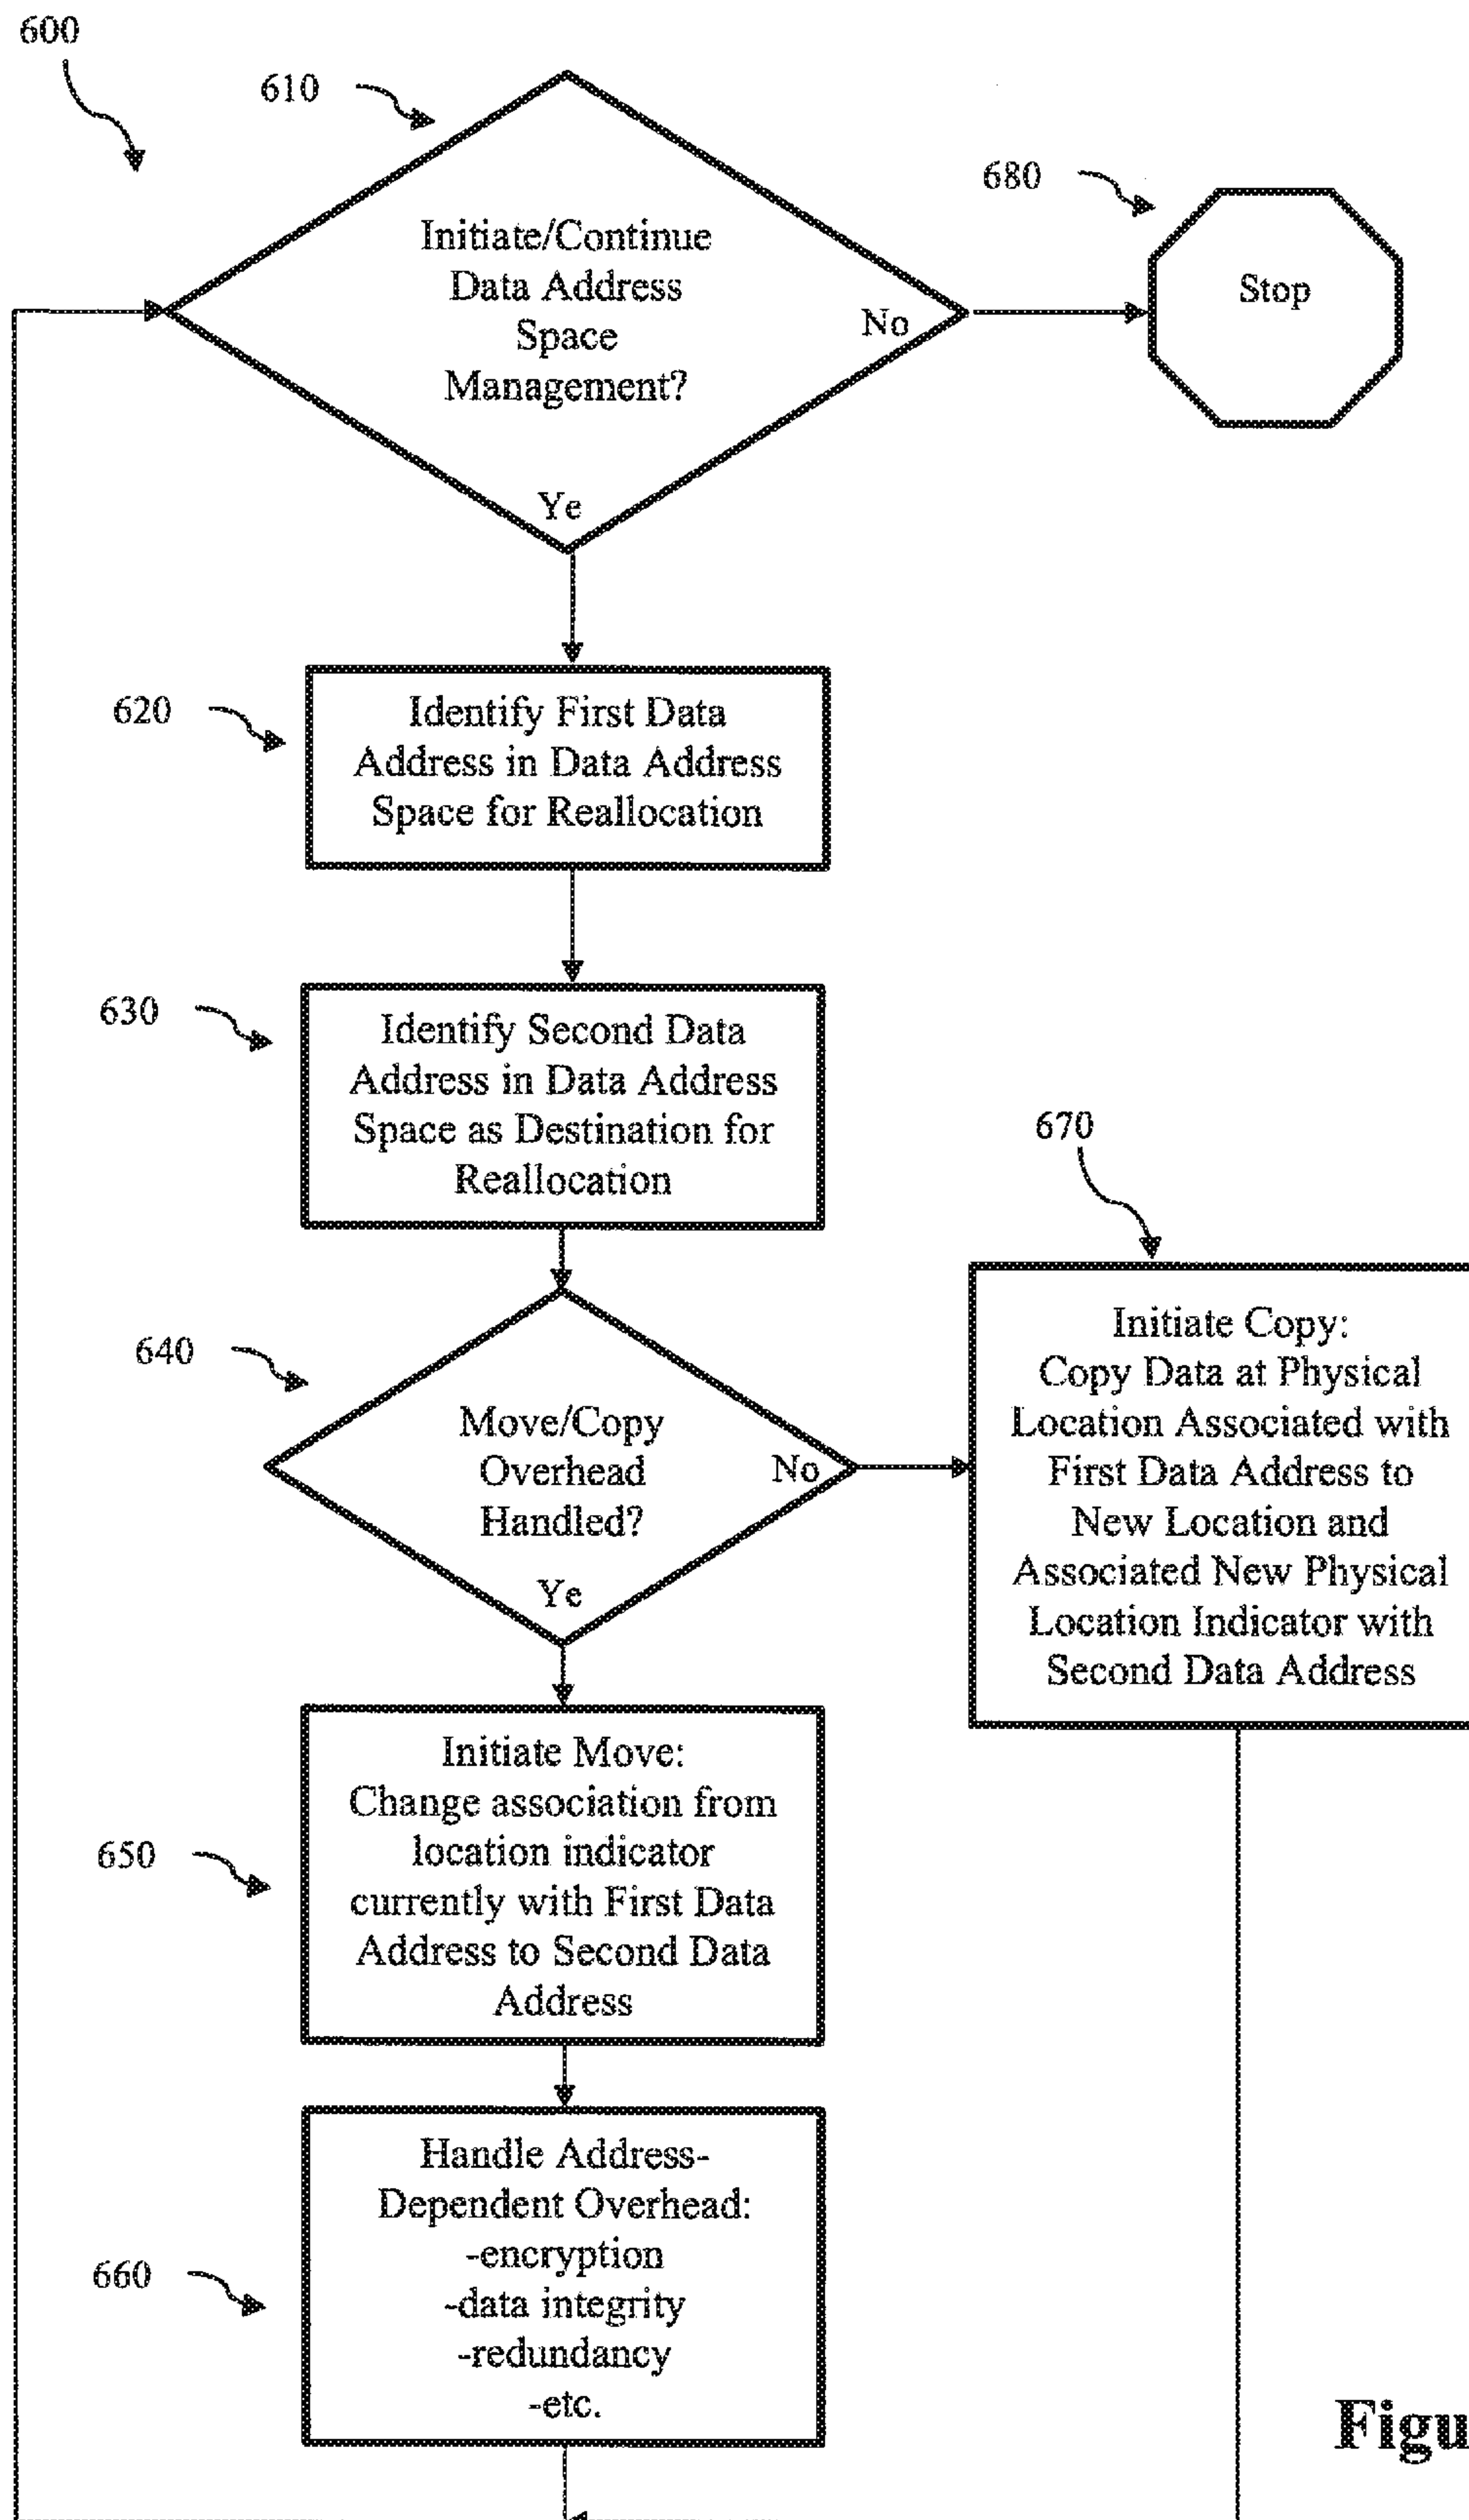 600
610
Initiate/Continue
Data Address
Space
Management?
No
Ye
680
Stop
620
Identify First Data
Address in Data Address
Space for Reallocation
630
Identify Second Data
Address in Data Address
Space as Destination for
Reallocation
640
Move/Copy
Overhead
Handled?
No
Ye
670
Initiate Copy:
Copy Data at Physical
Location Associated with
First Data Address to
New Location and
Associated New Physical
Location Indicator with
Second Data Address
650
Initiate Move:
Change association from
location indicator
currently with First Data
Address to Second Data
Address
660
Handle Address-
Dependent Overhead:
-encryption
-data integrity
-redundancy
-etc.
Figu